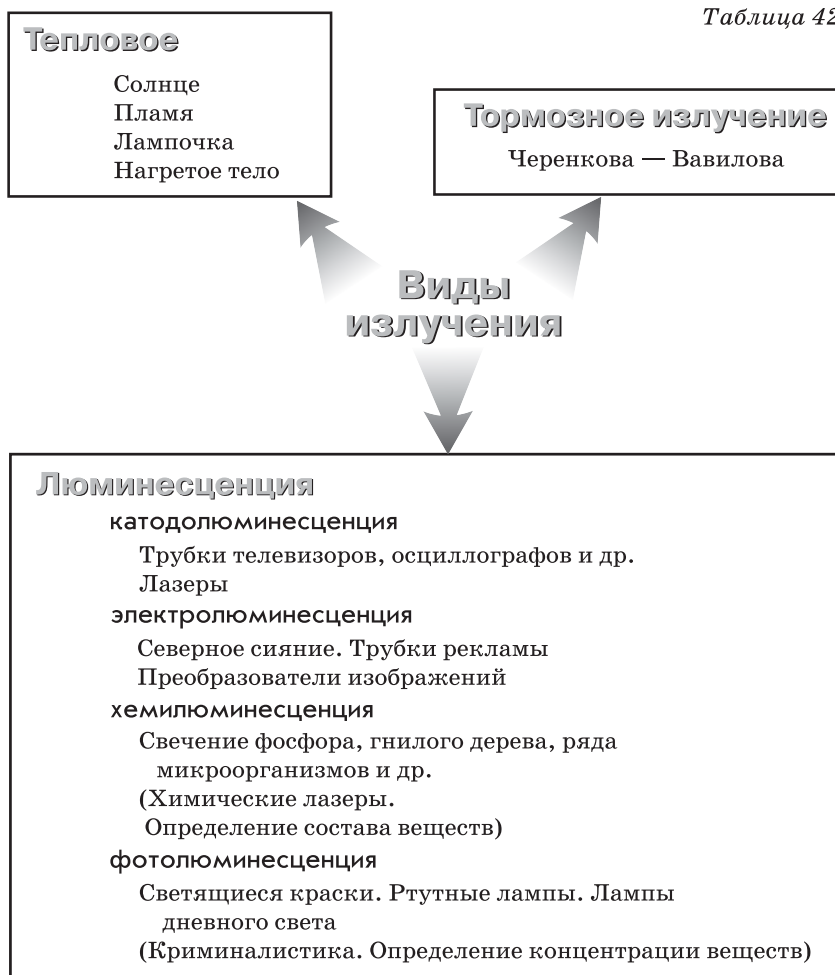 Таблица 42
Тепловое
Солнце
Пламя
Лампочка
Нагретое тело
Тормозное излучение
Черенкова — Вавилова
Виды
излучения
Люминесценция
катодолюминесценция
Трубки телевизоров, осциллографов и др.
Лазеры
электролюминесценция
Северное сияние. Трубки рекламы
Преобразователи изображений
хемилюминесценция
Свечение фосфора, гнилого дерева, ряда
микроорганизмов и др.
(Химические лазеры.
Определение состава веществ)
фотолюминесценция
Светящиеся краски. Ртутные лампы. Лампы
дневного света
(Криминалистика. Определение концентрации веществ)